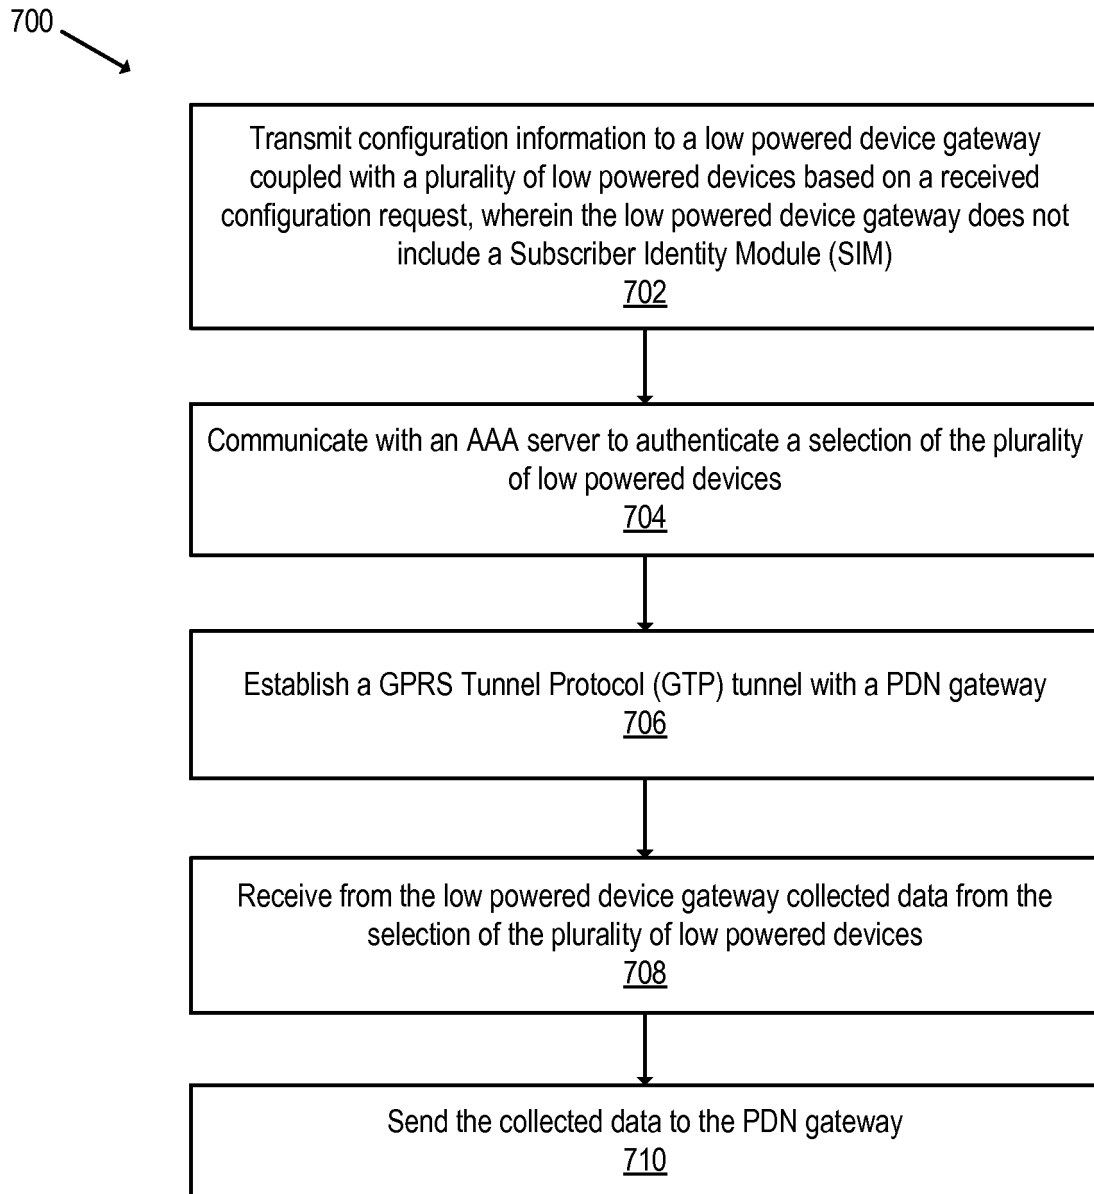 700
Transmit configuration information to a low powered device gateway
coupled with a plurality of low powered devices based on a received
configuration request, wherein the low powered device gateway does not
include a Subscriber Identity Module (SIM)
702
Communicate with an AAA server to authenticate a selection of the plurality
of low powered devices
704
Establish a GPRS Tunnel Protocol (GTP) tunnel with a PDN gateway
706
Receive from the low powered device gateway collected data from the
selection of the plurality of low powered devices
708
Send the collected data to the PDN gateway
710